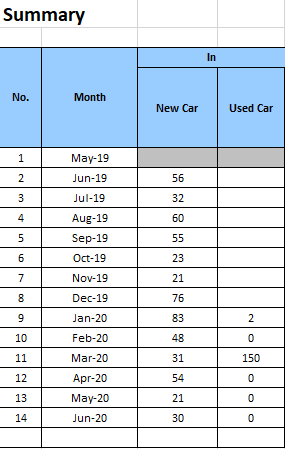 Summary
In
No. Month New Car Used Car
1 May-19
2 Jun-19 56
3 Jul-19 32
4 Aug-19 60
5 Sep-19 55
6 Oct-19 23
7 Nov-19 21
8 Dec-19 76
9 Jan-20 83 2
10 Feb-20 48 0
11 Mar-20 31 150
12 Apr-20 54 0
13 May-20 21 0
14 Jun-20 30 0